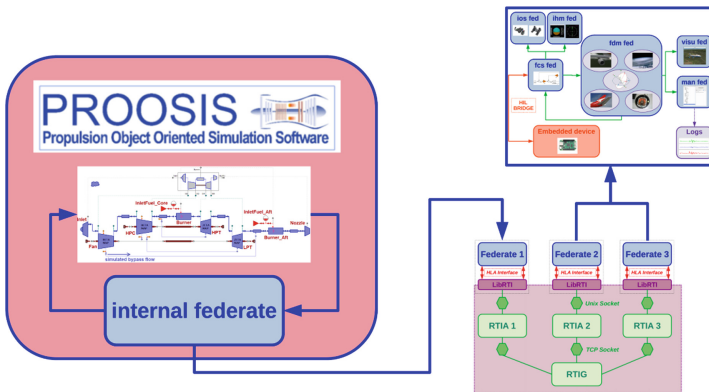 PROOSIS
Propulsion Object Oriented Simulation Software
InletFuel_Core
InletFuel_AR
Inlet
Burner
Nozzle
Fan
HPC
HPT
LPT
Burner_AR
simulated bypass flow
internal federate
ios fed
ihm fed
fdm fed
visu fed
fcs fed
man fed
HIL
BRIDGE
Embedded device
Logs
Federate 1
Federate 2
Federate 3
HLA Interface
HLA Interface
HLA Interface
LibRTI
LibRTI
LibRTI
Unix Socket
RTIA 1
RTIA 2
RTIA 3
TCP Socket
RTIG